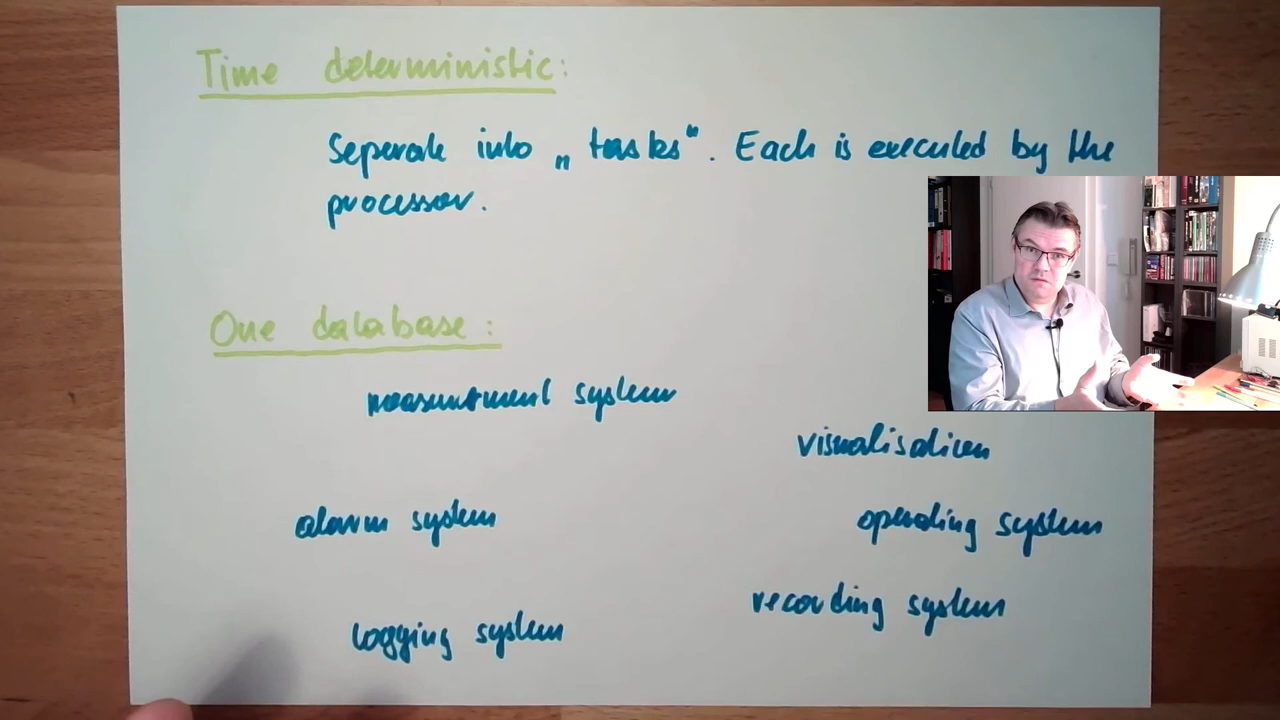 Time deterministic:
Seperate into „tasks". Each is executed by the
processor.
One database:
measurment system
visualisation
alarm system
operating system
recording system
logging system